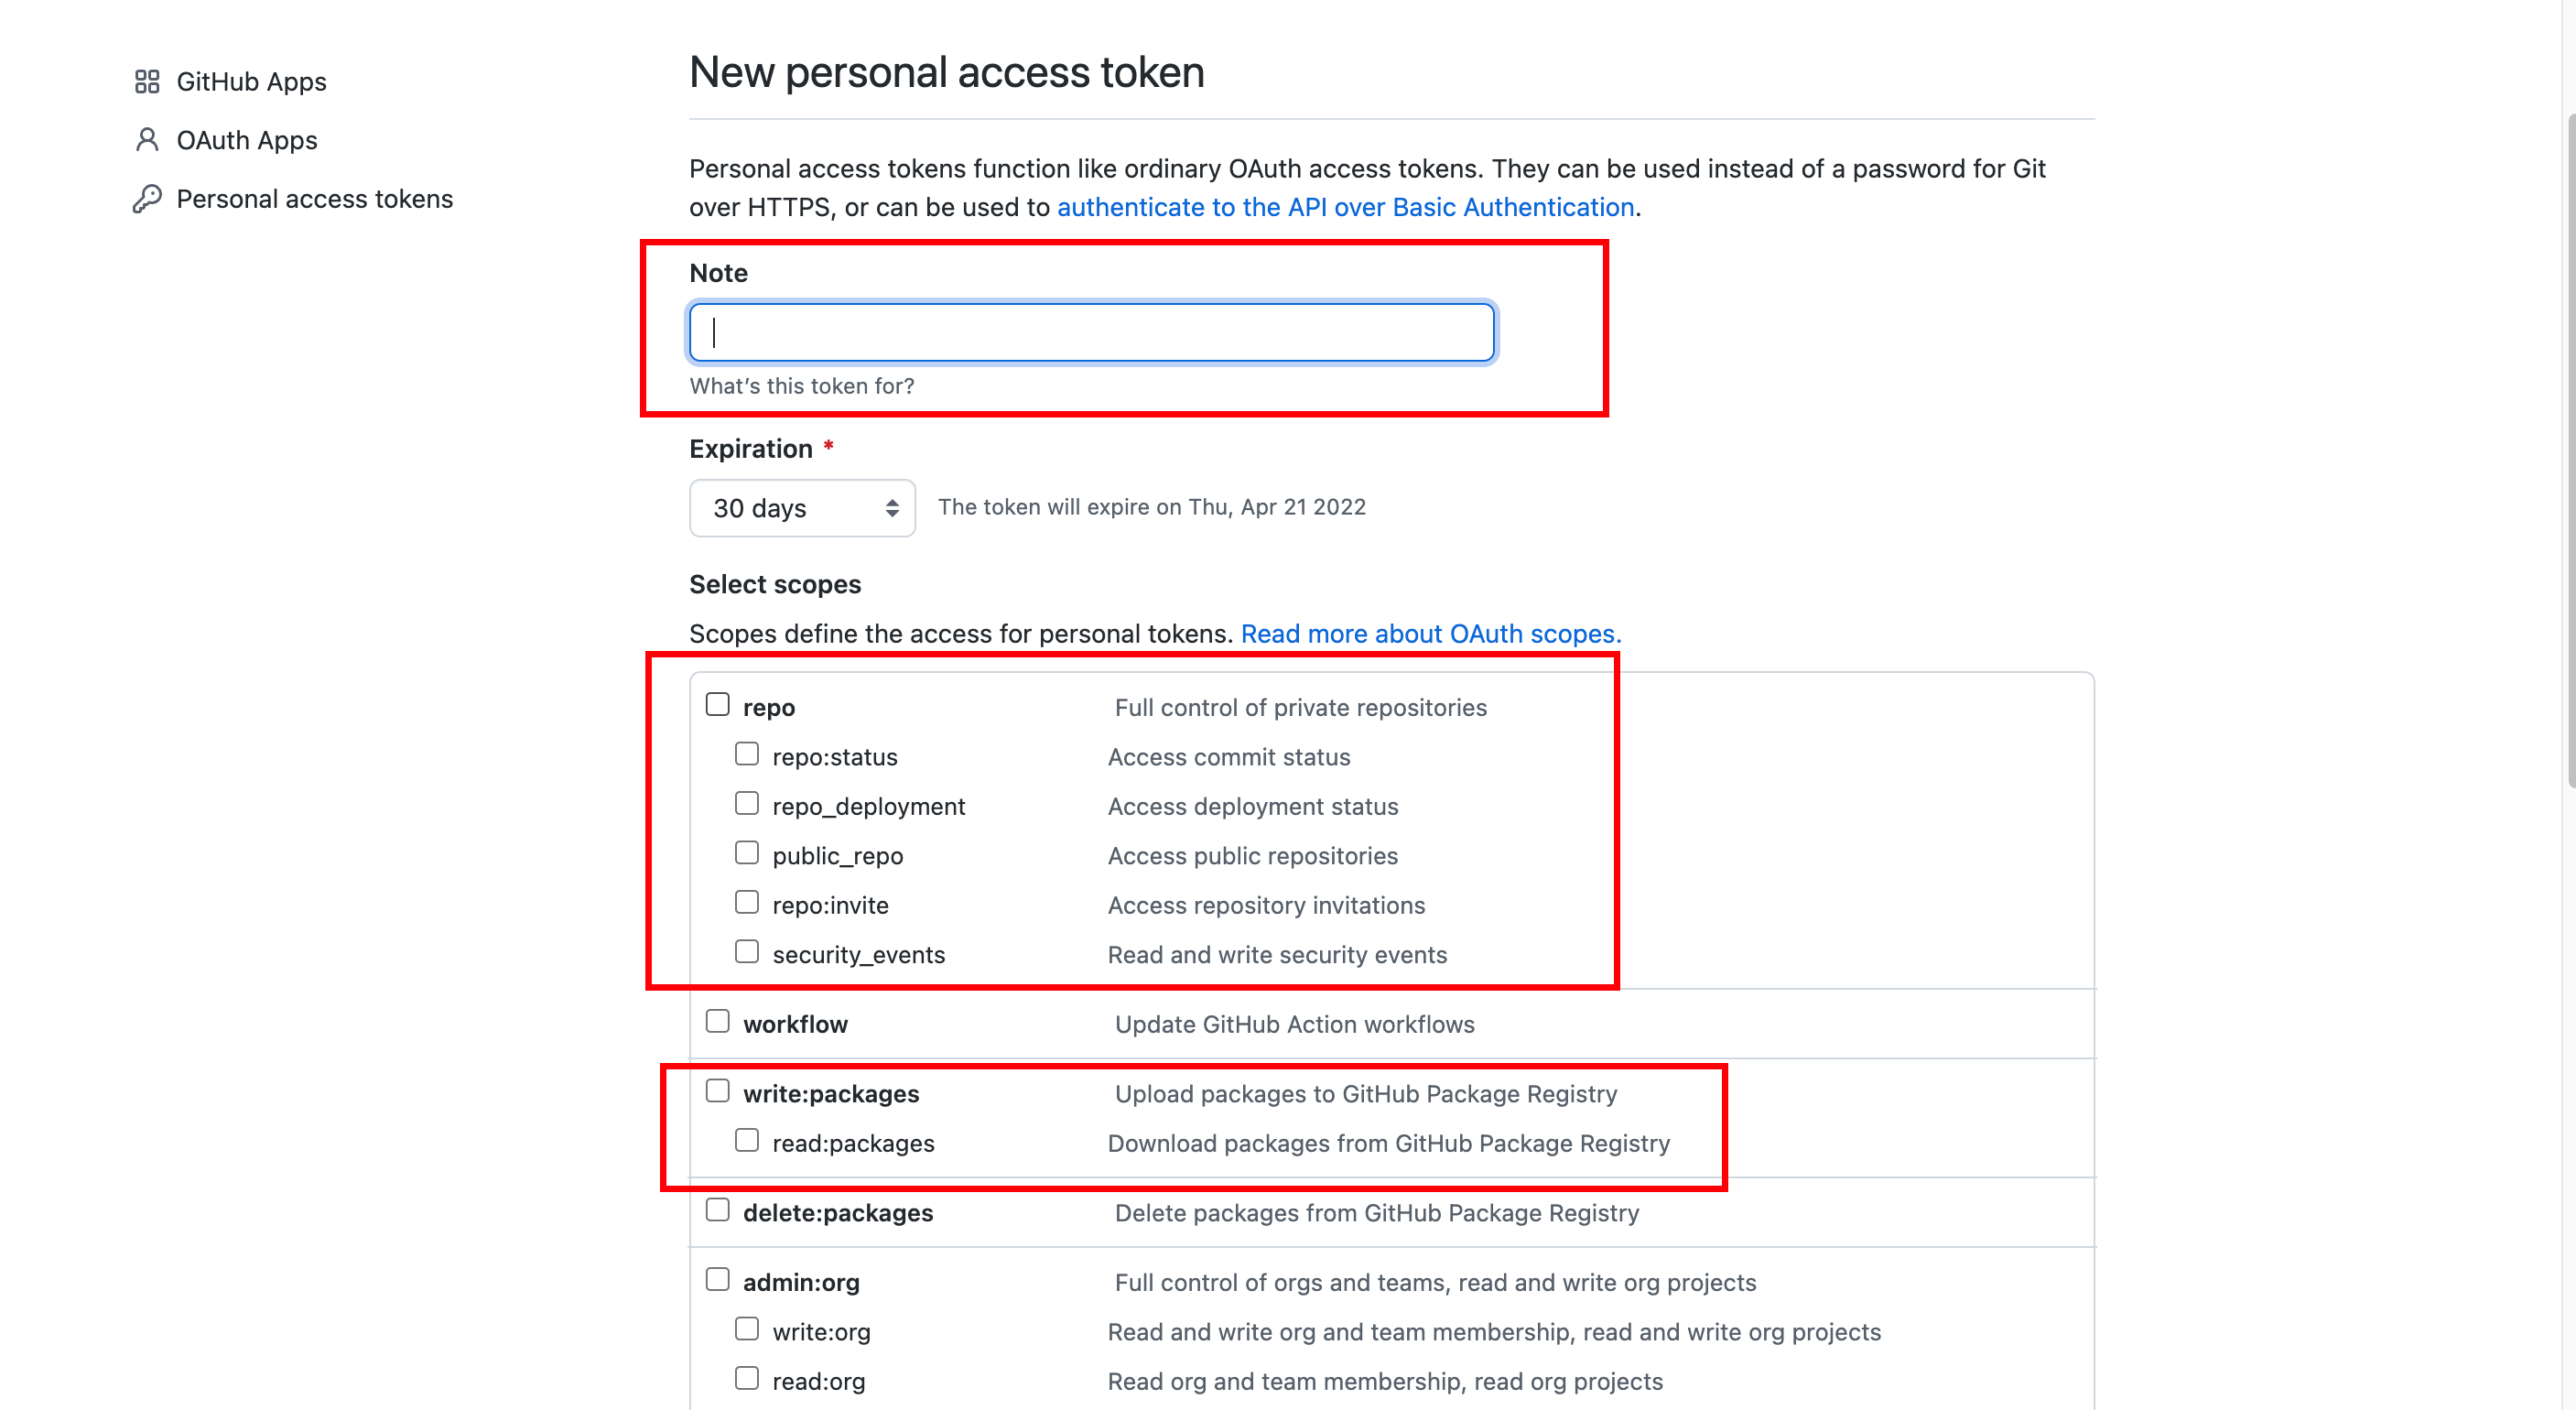 GitHub Apps
OAuth Apps
Personal access tokens
New personal access token
Personal access tokens function like ordinary OAuth access tokens. They can be used instead of a password for Git
over HTTPS, or can be used to authenticate to the API over Basic Authentication.
Note
What's this token for?
Expiration *
30 days The token will expire on Thu, Apr 21 2022
Select scopes
Scopes define the access for personal tokens. Read more about OAuth scopes.
repo Full control of private repositories
repo:status Access commit status
repo_deployment Access deployment status
public_repo Access public repositories
repo:invite Access repository invitations
security_events Read and write security events
workflow Update GitHub Action workflows
write:packages Upload packages to GitHub Package Registry
read:packages Download packages from GitHub Package Registry
delete:packages Delete packages from GitHub Package Registry
admin:org Full control of orgs and teams, read and write org projects
write:org Read and write org and team membership, read and write org projects
read:org Read org and team membership, read org projects